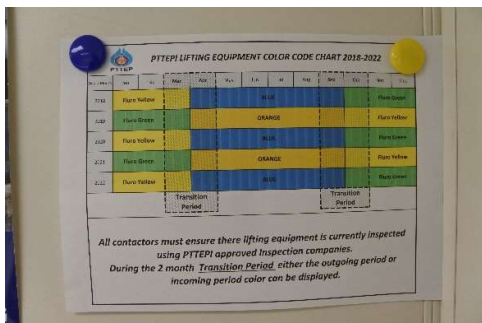 PTTEP
PTTEPI LIFTING EQUIPMENT COLOR CODE CHART 2018-2022
Mar Apr May Jun Jul Sep Oct
2018 Fluro Yellow BLUE Fluro Green
Fluro Green ORANGE Fluro Yellow
Fluro Yellow BLUE Fluro Green
2021 Fluro Green ORANGE Fluro Yellow
2022 Fluro Yellow BLUE Fluro Green
Transition Transition
Period Period
All contactors must ensure there lifting equipment is currently inspected
using PTTEPI approved Inspection companies.
During the 2 month Transition Period either the outgoing period or
incoming period color can be displayed.